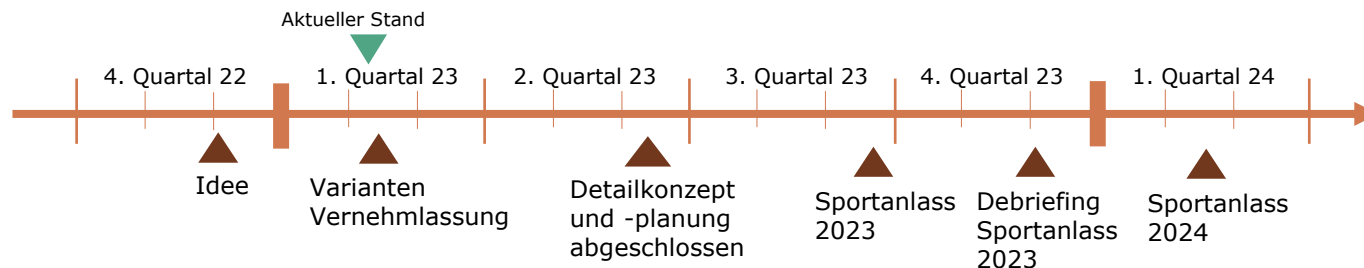 Aktueller Stand
4. Quartal 22
1. Quartal 23
2. Quartal 23
3. Quartal 23
4. Quartal 23
1. Quartal 24
Idee
Varianten
Vernehmlassung
Detailkonzept
und -planung
abgeschlossen
Sportanlass
2023
Debriefing
Sportanlass
2023
Sportanlass
2024